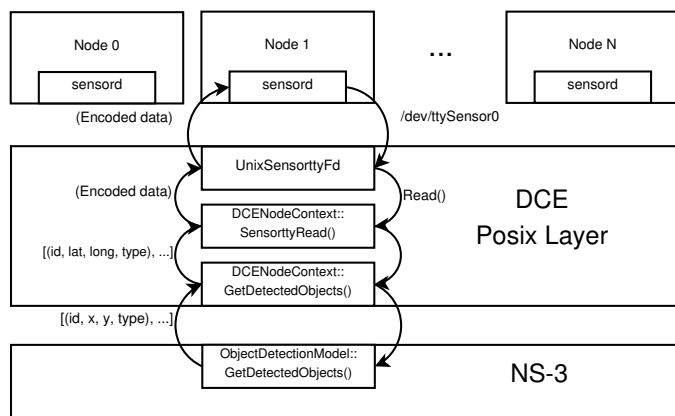 Node 0
Node 1
...
Node N
sensord
sensord
sensord
(Encoded data)
/dev/ttySensor0
UnixSensorttyFd
(Encoded data)
Read()
DCE
Posix Layer
DCENodeContext::
SensorttyRead()
[(id, lat, long, type), ...]
DCENodeContext::
GetDetectedObjects()
[(id, x, y, type), ...]
ObjectDetectionModel::
GetDetectedObjects()
NS-3